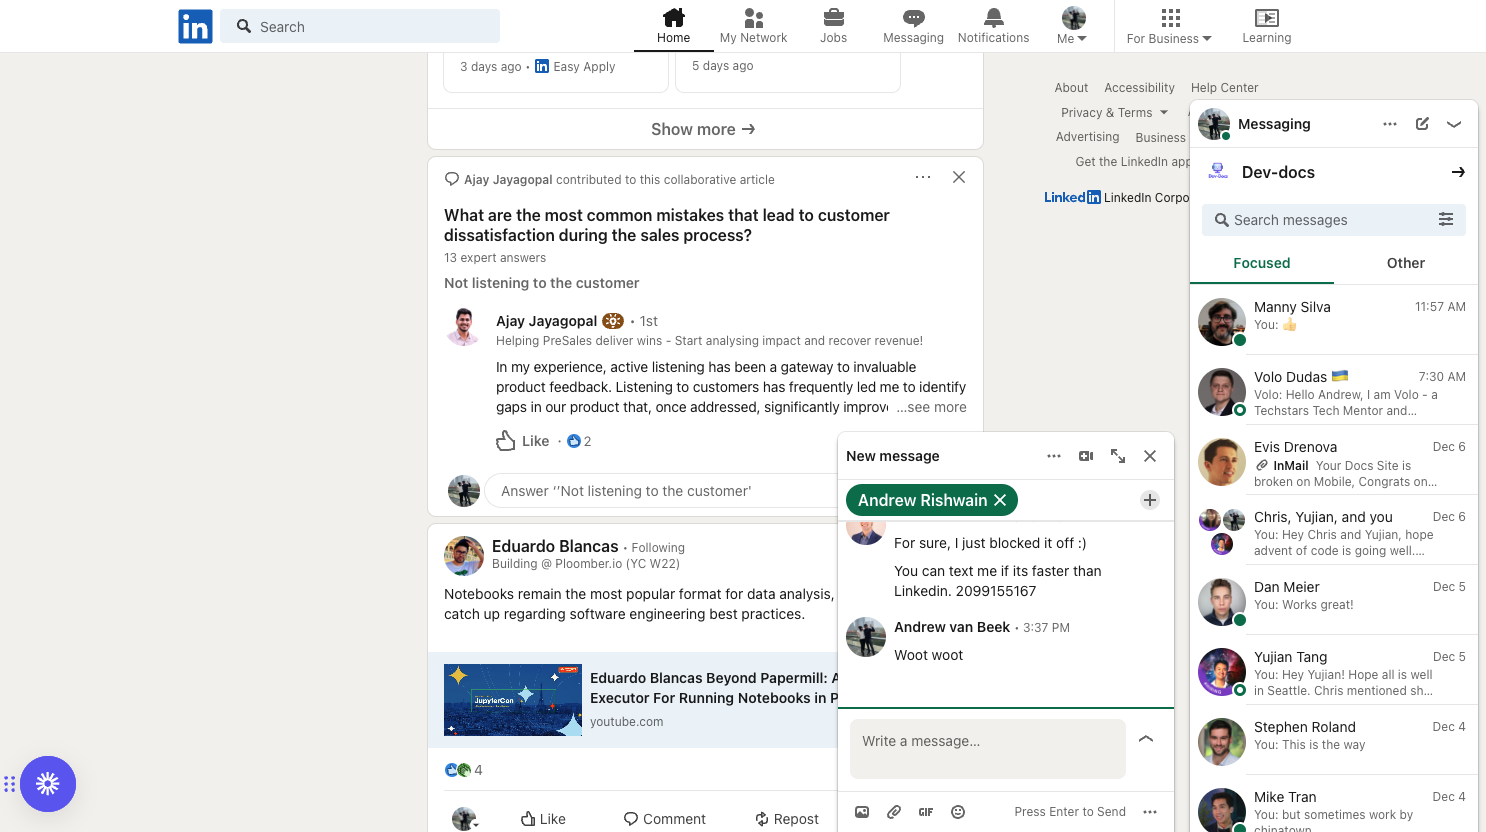 Search
Home
My Network
Jobs
Messaging
Notifications
Me
For Business
Learning
3 days ago • Easy Apply
5 days ago
Show more
Ajay Jayagopal contributed to this collaborative article
What are the most common mistakes that lead to customer
dissatisfaction during the sales process?
13 expert answers
Not listening to the customer
Ajay Jayagopal • 1st
Helping PreSales deliver wins - Start analysing impact and recover revenue!
In my experience, active listening has been a gateway to invaluable
product feedback. Listening to customers has frequently led me to identify
gaps in our product that, once addressed, significantly improve …see more
Like · 2
Answer ‘’Not listening to the customer'
Eduardo Blancas • Following
Building @ Ploomber.io (YC W22)
Notebooks remain the most popular format for data analysis,
catch up regarding software engineering best practices.
JupyterCon
Eduardo Blancas Beyond Papermill: A
Executor For Running Notebooks in P
youtube.com
4
Like
Comment
Repost
About
Accessibility
Help Center
Privacy & Terms
Advertising
Business
Get the LinkedIn app
LinkedIn LinkedIn Corpo
New message
Andrew Rishwain
For sure, I just blocked it off :)
You can text me if its faster than
Linkedin. 2099155167
Andrew van Beek • 3:37 PM
Woot woot
Write a message…
GIF
Press Enter to Send
Messaging
Dev-Docs
Dev-docs
Search messages
Focused
Other
Manny Silva 11:57 AM
You: 👍
Volo Dudas 🇺🇦 7:30 AM
Volo: Hello Andrew, I am Volo - a
Techstars Tech Mentor and…
Evis Drenova Dec 6
InMail Your Docs Site is
broken on Mobile, Congrats on…
Chris, Yujian, and you Dec 6
You: Hey Chris and Yujian, hope
advent of code is going well.…
Dan Meier Dec 5
You: Works great!
Yujian Tang Dec 5
You: Hey Yujian! Hope all is well
in Seattle. Chris mentioned sh…
Stephen Roland Dec 4
You: This is the way
Mike Tran Dec 4
You: but sometimes work by
chinatown